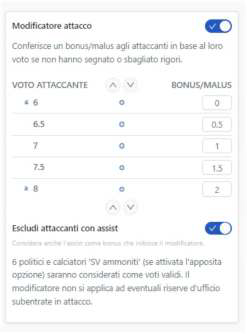 Modificatore attacco
Conferisce un bonus/malus agli attaccanti in base al loro
voto se non hanno segnato o sbagliato rigori.
VOTO ATTACCANTE BONUS/MALUS
≤ 6 0
6.5 0.5
7 1
7.5 1.5
≥ 8 2
Escludi attaccanti con assist
Considera anche l'assist come bonus che inibisce il modificatore.
6 politici e calciatori 'SV ammoniti' (se attivata l'apposita
opzione) saranno considerati come voti validi. Il
modificatore non si applica ad eventuali riserve d'ufficio
subentrate in attacco.